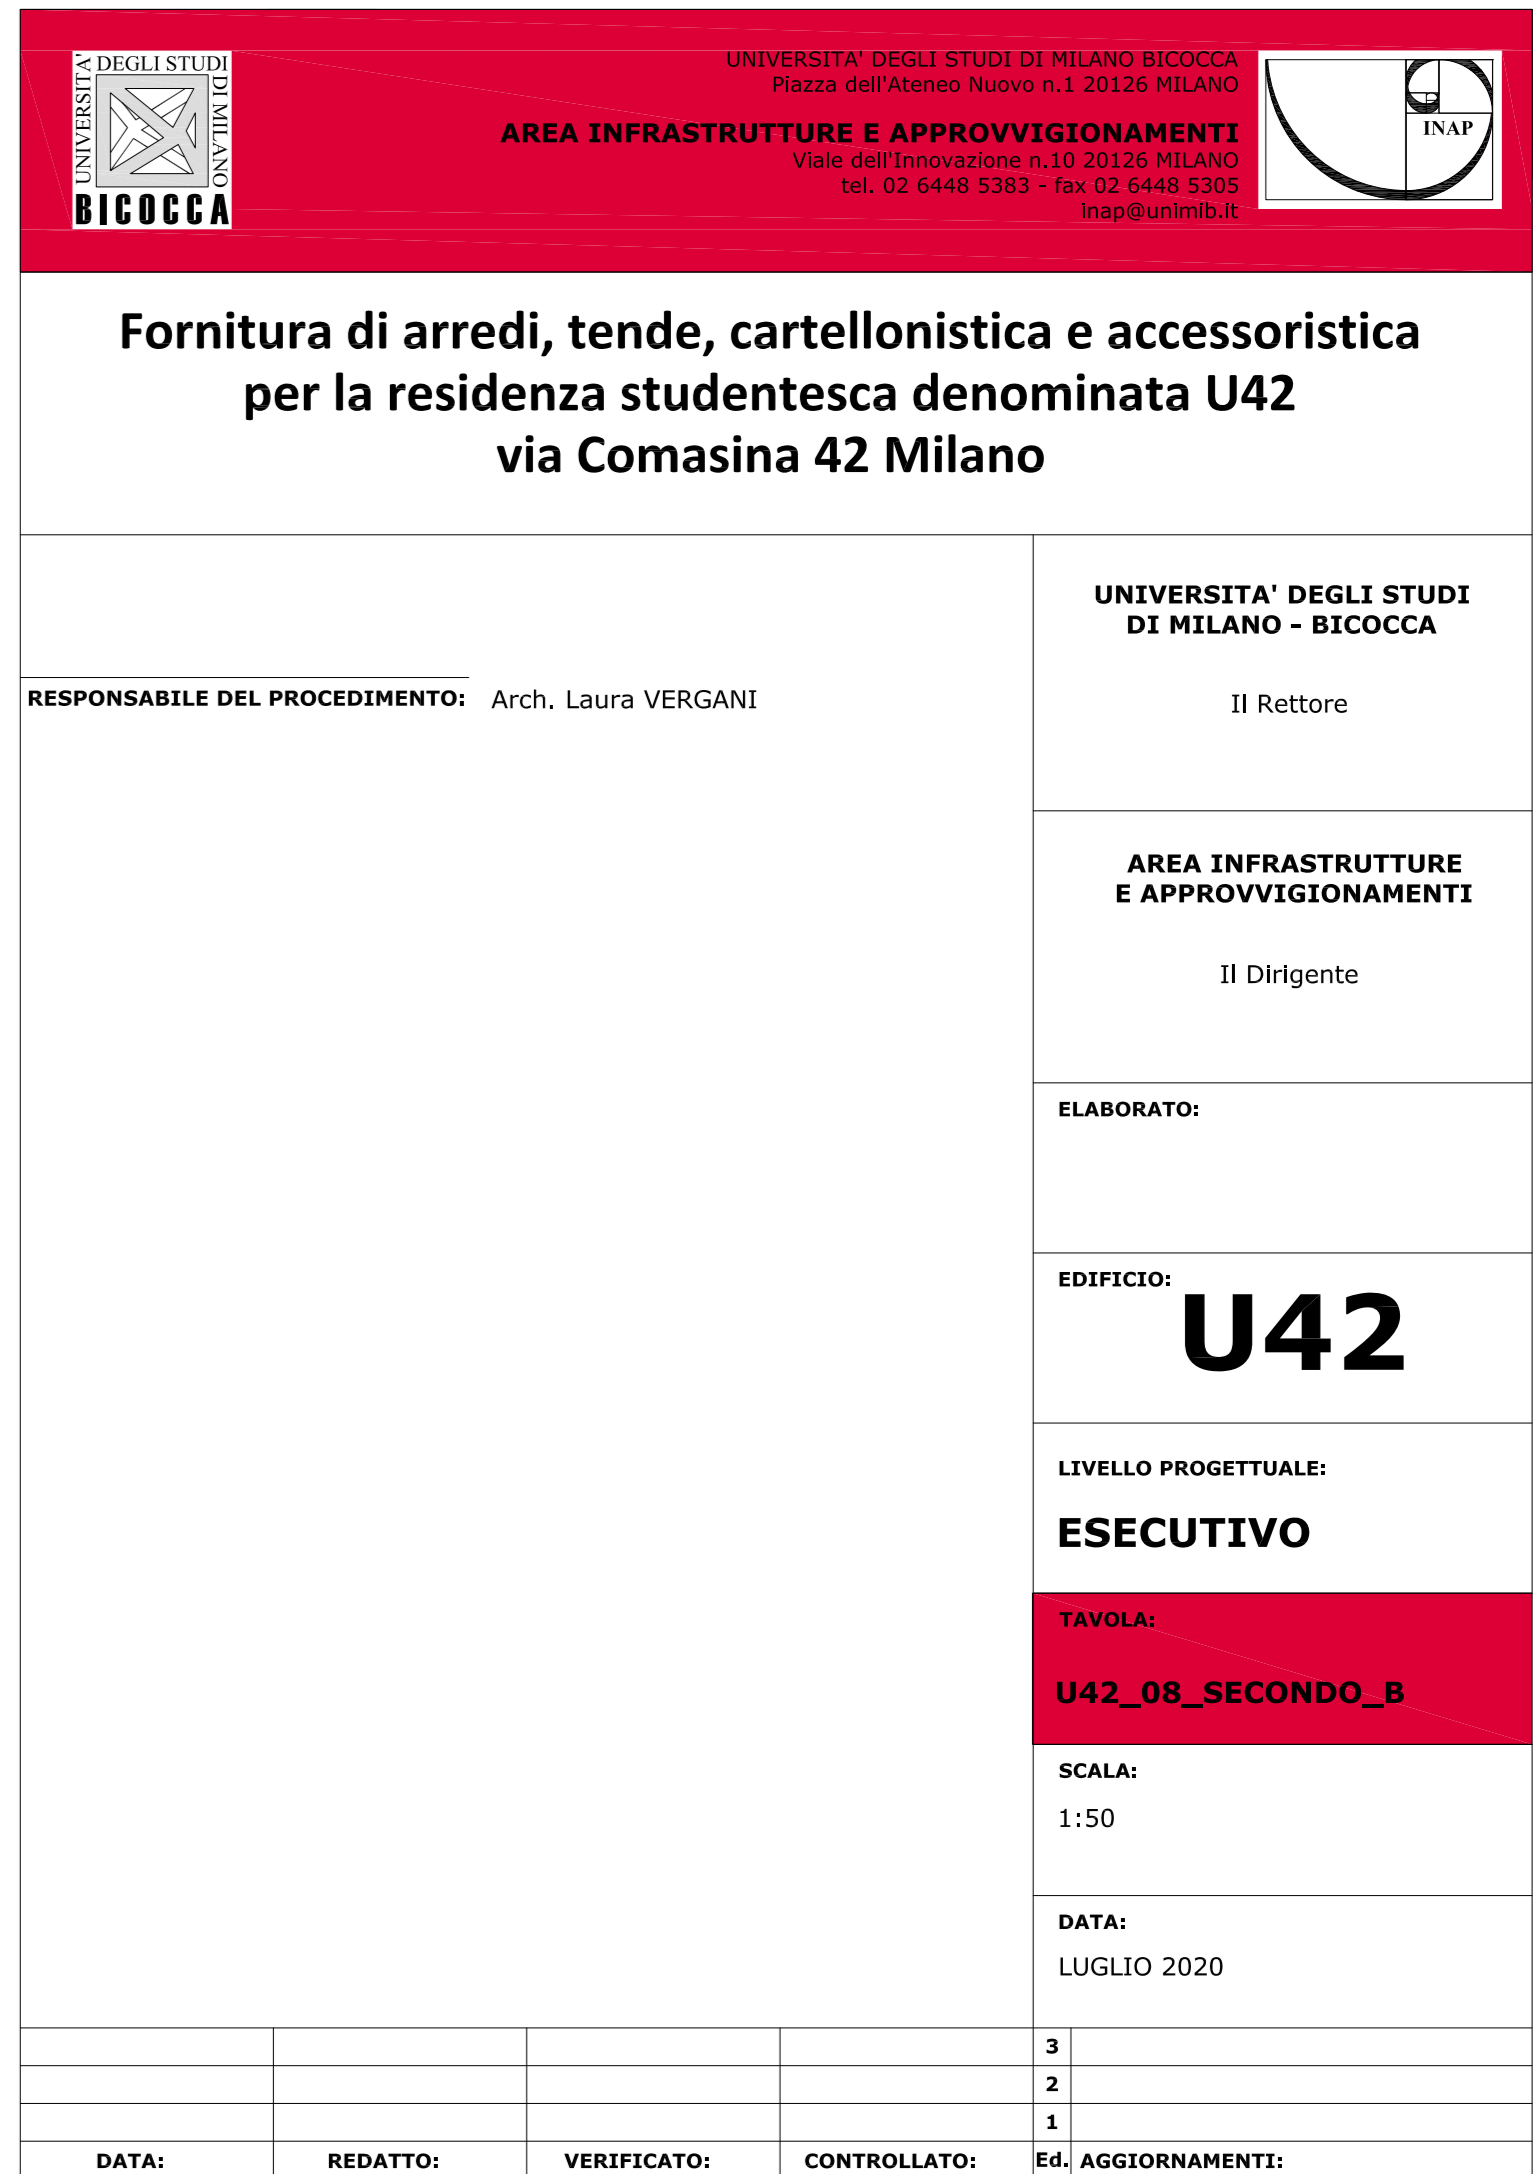 UNIVERSITA' DEGLI STUDI DI MILANO
BICOCCA
UNIVERSITA' DEGLI STUDI DI MILANO BICOCCA
Piazza dell'Ateneo Nuovo n.1 20126 MILANO
AREA INFRASTRUTTURE E APPROVVIGIONAMENTI
Viale dell'Innovazione n.10 20126 MILANO
tel. 02 6448 5383 - fax 02 6448 5305
inap@unimib.it
INAP
Fornitura di arredi, tende, cartellonistica e accessoristica
per la residenza studentesca denominata U42
via Comasina 42 Milano
RESPONSABILE DEL PROCEDIMENTO: Arch. Laura VERGANI
UNIVERSITA' DEGLI STUDI
DI MILANO - BICOCCA
Il Rettore
AREA INFRASTRUTTURE
E APPROVVIGIONAMENTI
Il Dirigente
ELABORATO:
EDIFICIO:
U42
LIVELLO PROGETTUALE:
ESECUTIVO
TAVOLA:
U42_08_SECONDO_B
SCALA:
1:50
DATA:
LUGLIO 2020
3
2
1
DATA: REDATTO: VERIFICATO: CONTROLLATO: Ed. AGGIORNAMENTI: